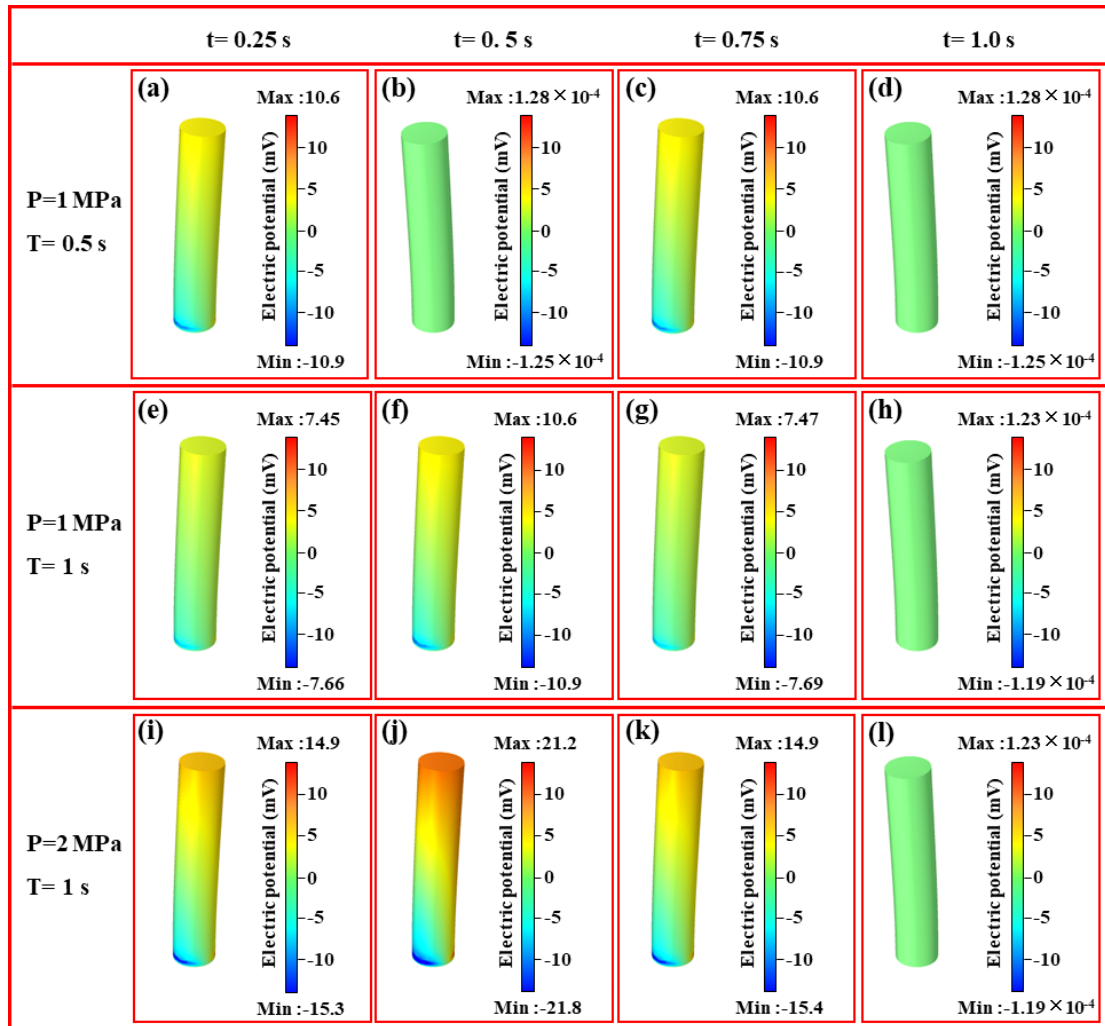 t= 0.25 s
t= 0. 5 s
t= 0.75 s
t= 1.0 s
P=1 MPa
T= 0.5 s
(a)
Max :10.6
Electric potential (mV)
10
5
0
-5
-10
Min :-10.9
(b)
Max :1.28×10⁻⁴
Electric potential (mV)
10
5
0
-5
-10
Min :-1.25×10⁻⁴
(c)
Max :10.6
Electric potential (mV)
10
5
0
-5
-10
Min :-10.9
(d)
Max :1.28×10⁻⁴
Electric potential (mV)
10
5
0
-5
-10
Min :-1.25×10⁻⁴
P=1 MPa
T= 1 s
(e)
Max :7.45
Electric potential (mV)
10
5
0
-5
-10
Min :-7.66
(f)
Max :10.6
Electric potential (mV)
10
5
0
-5
-10
Min :-10.9
(g)
Max :7.47
Electric potential (mV)
10
5
0
-5
-10
Min :-7.69
(h)
Max :1.23×10⁻⁴
Electric potential (mV)
10
5
0
-5
-10
Min :-1.19×10⁻⁴
P=2 MPa
T= 1 s
(i)
Max :14.9
Electric potential (mV)
10
5
0
-5
-10
Min :-15.3
(j)
Max :21.2
Electric potential (mV)
10
5
0
-5
-10
Min :-21.8
(k)
Max :14.9
Electric potential (mV)
10
5
0
-5
-10
Min :-15.4
(l)
Max :1.23×10⁻⁴
Electric potential (mV)
10
5
0
-5
-10
Min :-1.19×10⁻⁴